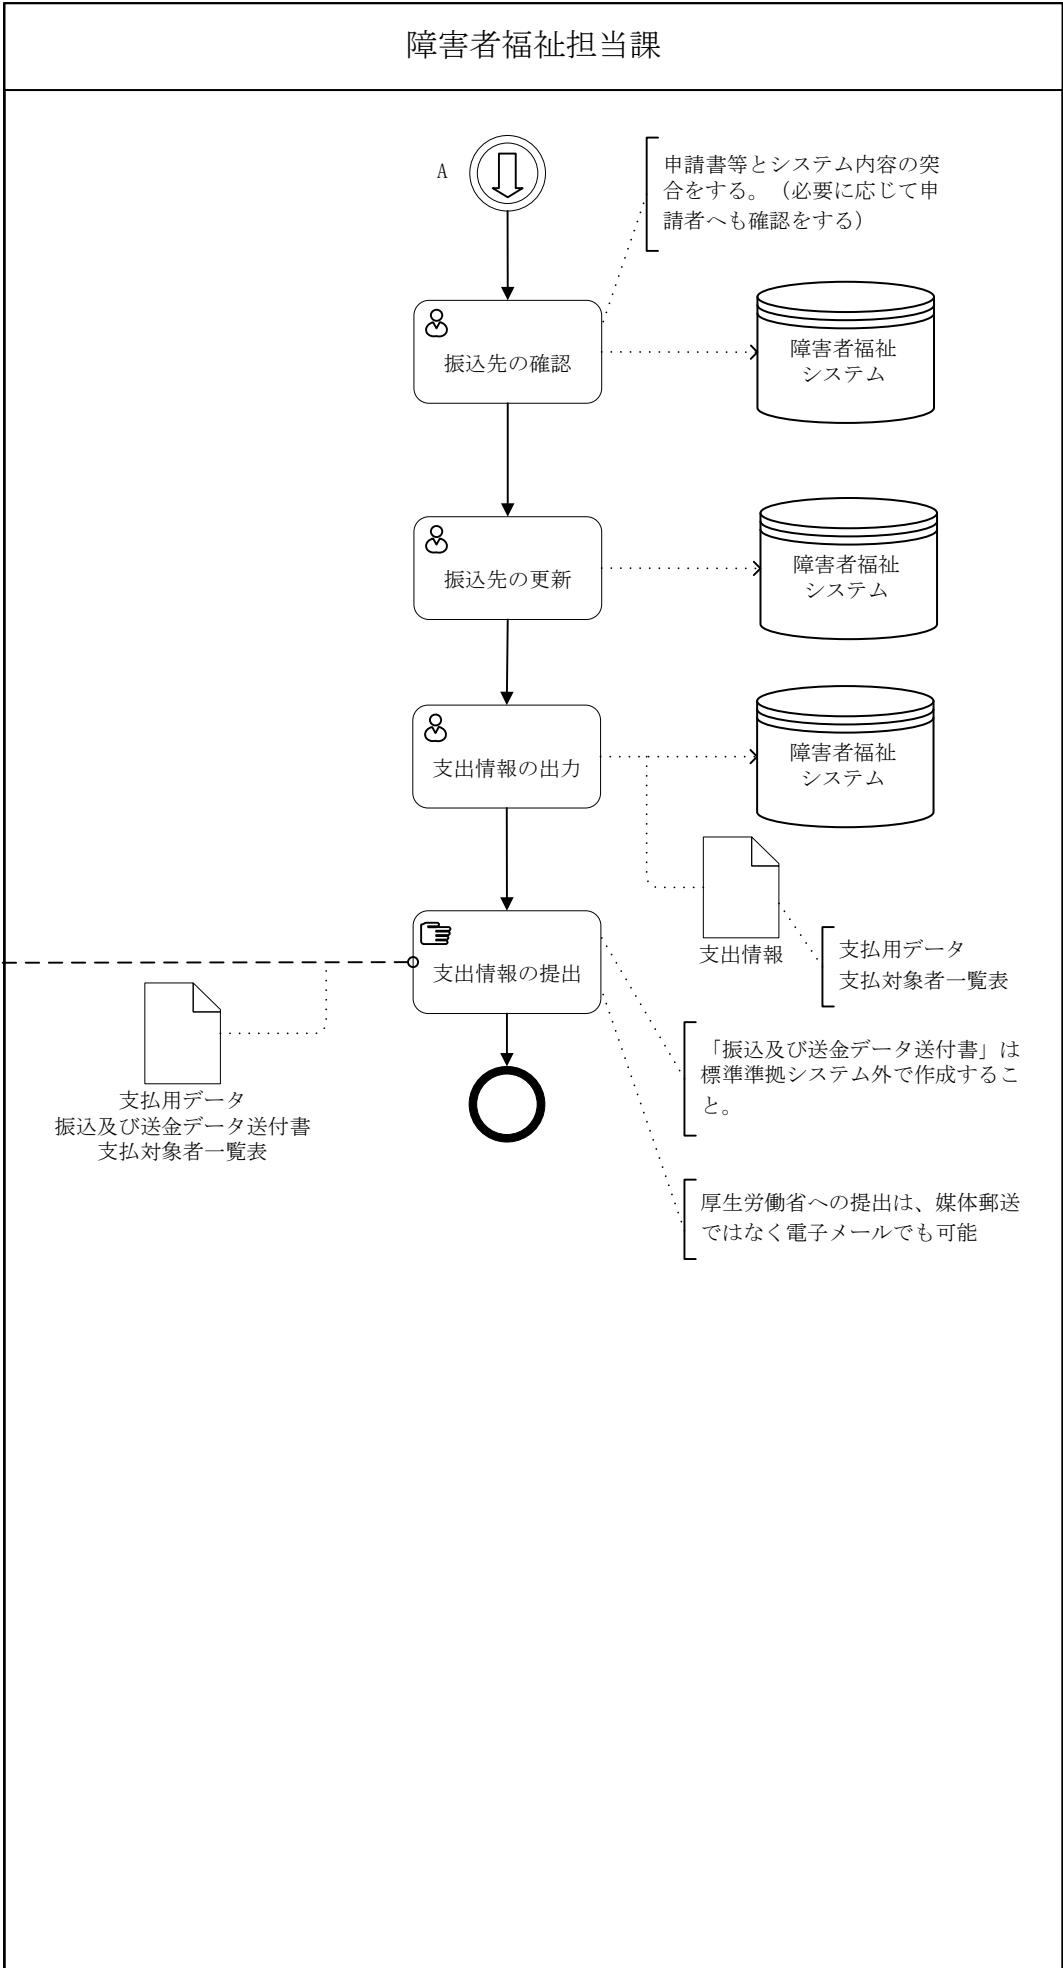 障害者福祉担当課
A
申請書等とシステム内容の突
合をする。（必要に応じて申
請者へも確認をする）
振込先の確認
障害者福祉
システム
振込先の更新
障害者福祉
システム
支出情報の出力
障害者福祉
システム
支出情報
支払用データ
支払対象者一覧表
支出情報の提出
支払用データ
振込及び送金データ送付書
支払対象者一覧表
「振込及び送金データ送付書」は
標準準拠システム外で作成するこ
と。
厚生労働省への提出は、媒体郵送
ではなく電子メールでも可能